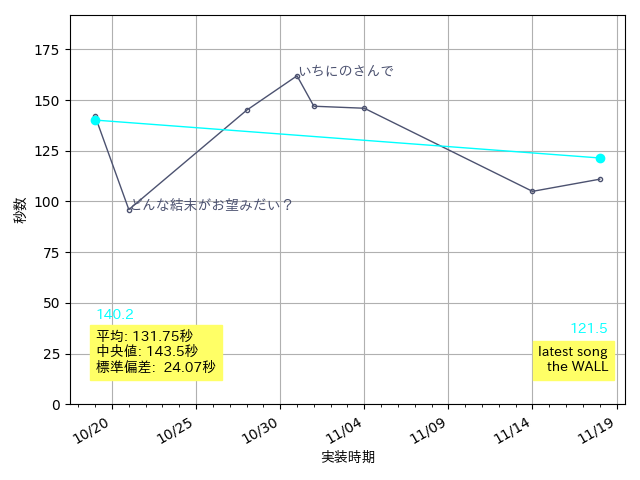 175
150
125
100
75
50
25
0
秒数
いちにのさんで
どんな結末がお望みだい？
140.2
平均: 131.75秒
中央値: 143.5秒
標準偏差: 24.07秒
121.5
latest song
the WALL
10/20
10/25
10/30
11/04
11/09
11/14
11/19
実装時期